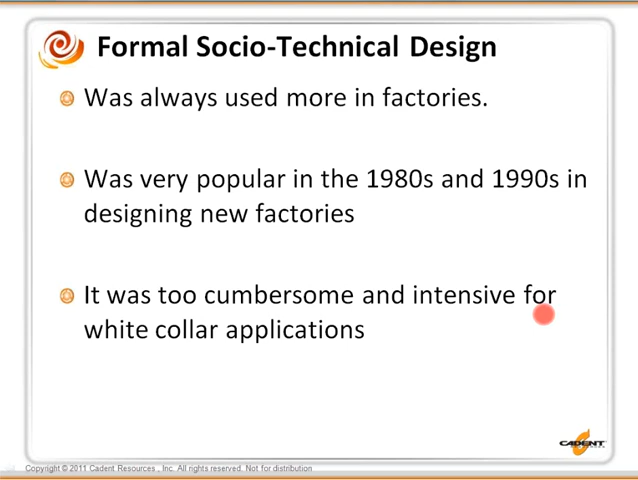 Formal Socio-Technical Design
Was always used more in factories.
Was very popular in the 1980s and 1990s in
designing new factories
It was too cumbersome and intensive for
white collar applications
CADENT
Copyright © 2011 Cadent Resources , Inc. All rights reserved. Not for distribution